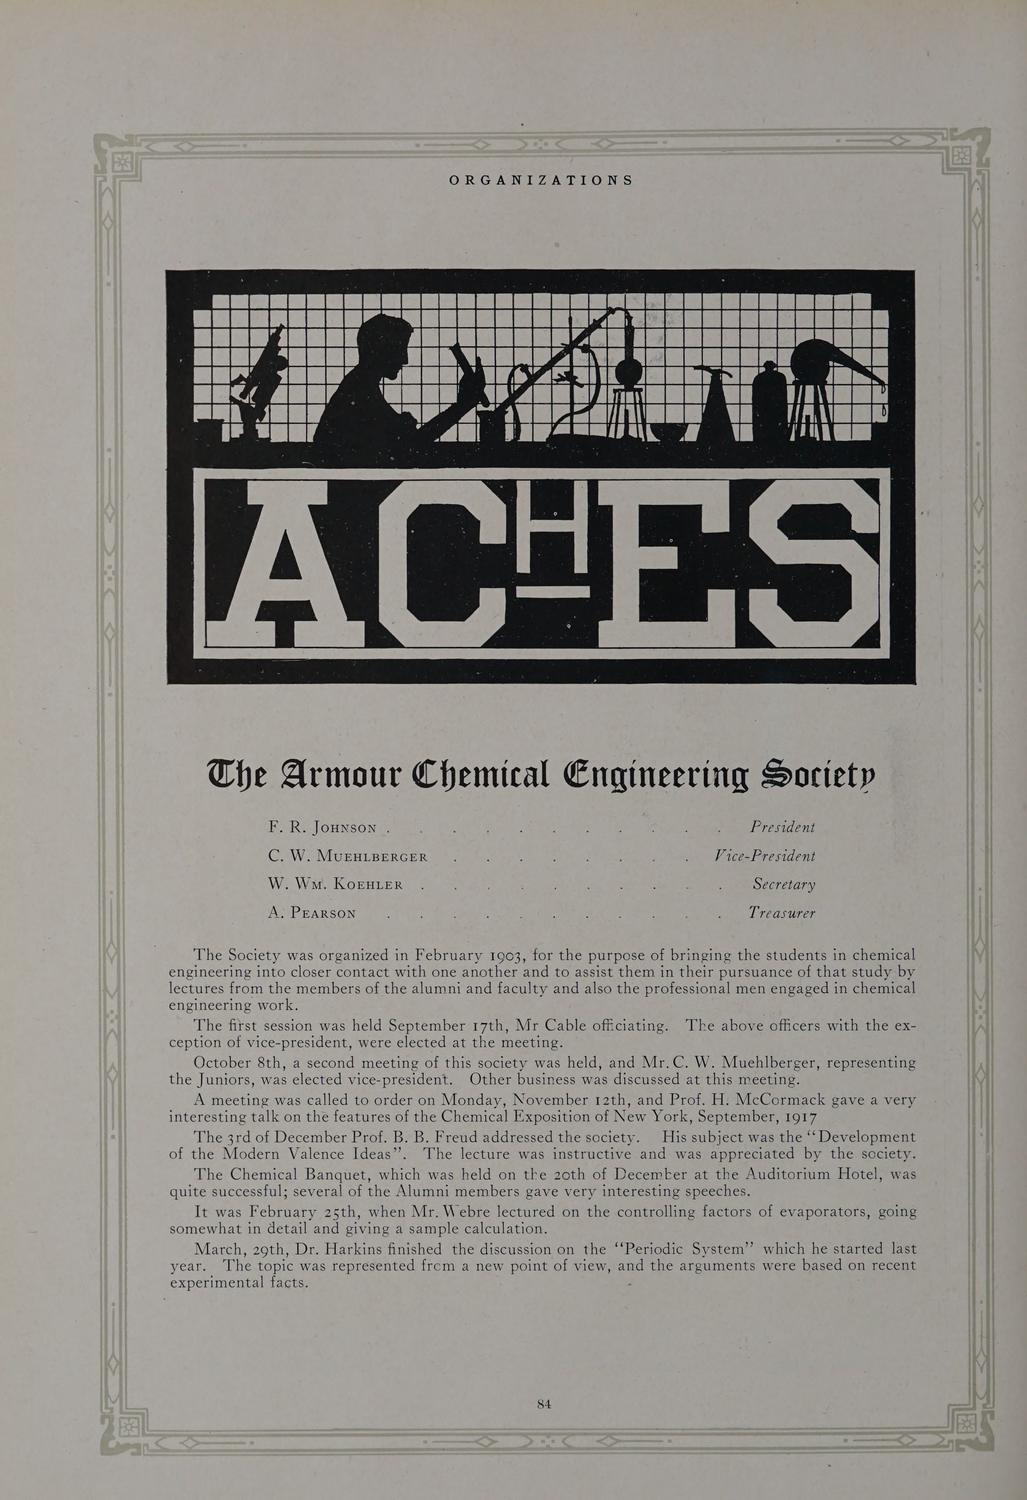 ORGANIZATIONS
ACHES
The Armour Chemical Engineering Society
F. R. Johnson . . . . . . . . . . . President
C. W. Muehlberger . . . . . . . . Vice-President
W. Wm. Koehler . . . . . . . . . . Secretary
A. Pearson . . . . . . . . . . . Treasurer
The Society was organized in February 1903, for the purpose of bringing the students in chemical
engineering into closer contact with one another and to assist them in their pursuance of that study by
lectures from the members of the alumni and faculty and also the professional men engaged in chemical
engineering work.
The first session was held September 17th, Mr Cable officiating. The above officers with the ex-
ception of vice-president, were elected at the meeting.
October 8th, a second meeting of this society was held, and Mr. C. W. Muehlberger, representing
the Juniors, was elected vice-president. Other business was discussed at this meeting.
A meeting was called to order on Monday, November 12th, and Prof. H. McCormack gave a very
interesting talk on the features of the Chemical Exposition of New York, September, 1917
The 3rd of December Prof. B. B. Freud addressed the society. His subject was the “Development
of the Modern Valence Ideas”. The lecture was instructive and was appreciated by the society.
The Chemical Banquet, which was held on the 20th of December at the Auditorium Hotel, was
quite successful; several of the Alumni members gave very interesting speeches.
It was February 25th, when Mr. Webre lectured on the controlling factors of evaporators, going
somewhat in detail and giving a sample calculation.
March, 29th, Dr. Harkins finished the discussion on the “Periodic System” which he started last
year. The topic was represented from a new point of view, and the arguments were based on recent
experimental facts.
84